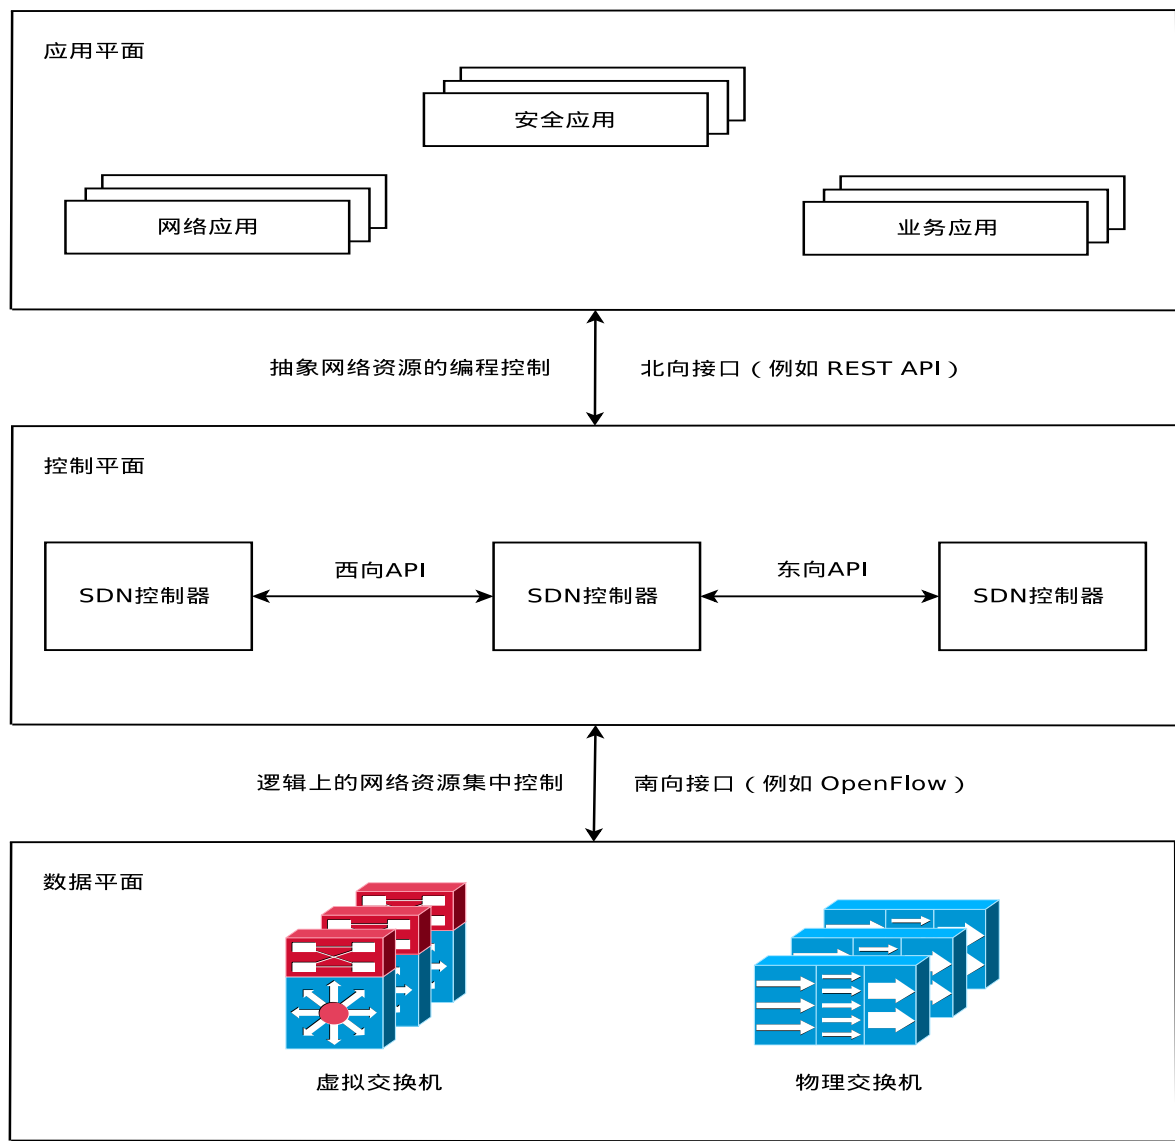 应用平面
安全应用
网络应用
业务应用
抽象网络资源的编程控制
北向接口（例如 REST API）
控制平面
西向API
东向API
SDN控制器
SDN控制器
SDN控制器
逻辑上的网络资源集中控制
南向接口（例如 OpenFlow）
数据平面
虚拟交换机
物理交换机